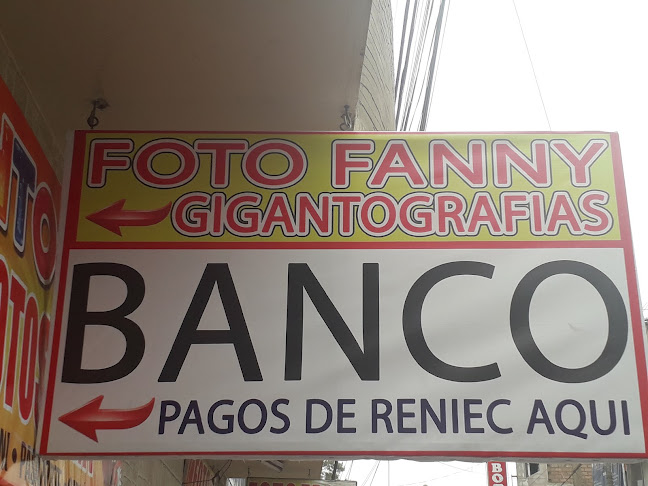 FOTO FANNY
GIGANTOGRAFIAS
BANCO
PAGOS DE RENIEC AQUI